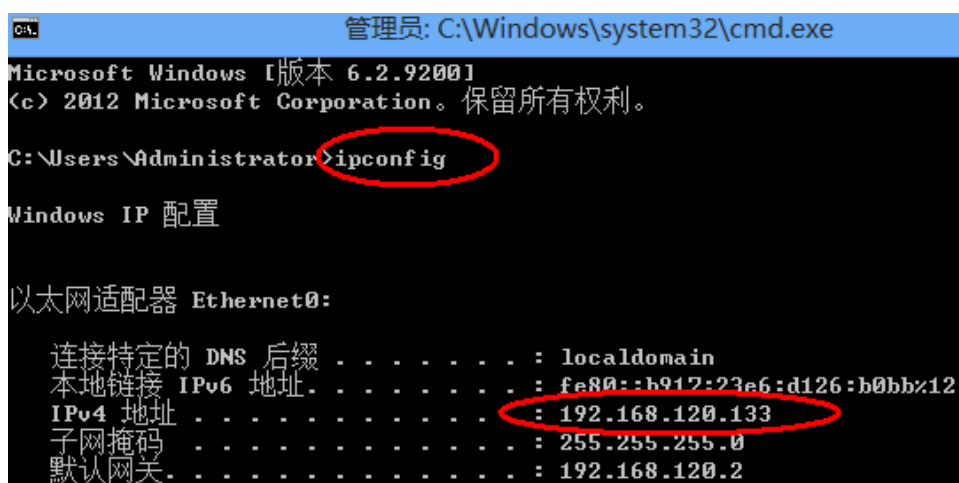 管理员: C:\Windows\system32\cmd.exe
Microsoft Windows [版本 6.2.9200]
(c) 2012 Microsoft Corporation。保留所有权利。
C:\Users\Administrator>ipconfig
Windows IP 配置
以太网适配器 Ethernet0:
连接特定的 DNS 后缀 . . . . . . . : localdomain
本地链接 IPv6 地址. . . . . . . . : fe80::b917:23e6:d126:b0bb%12
IPv4 地址 . . . . . . . . . . . . : 192.168.120.133
子网掩码 . . . . . . . . . . . . : 255.255.255.0
默认网关. . . . . . . . . . . . . : 192.168.120.2